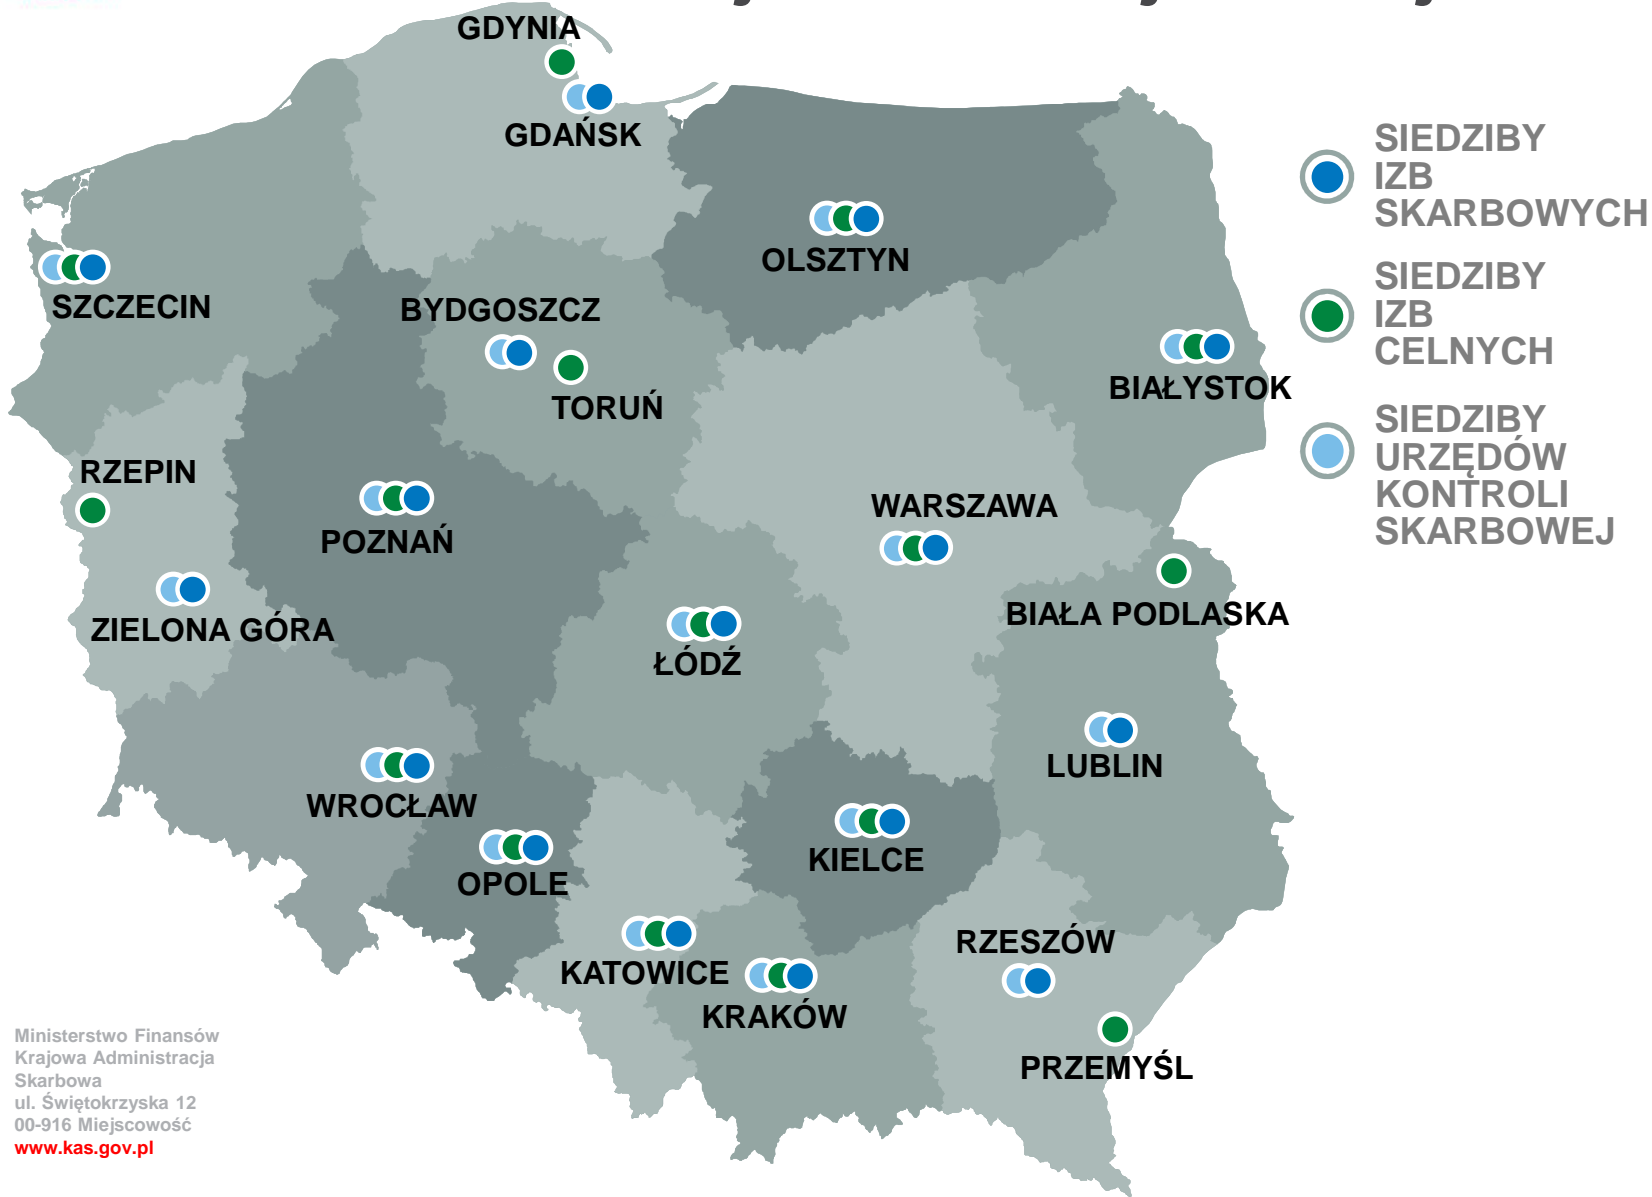 GDYNIA
GDAŃSK
OLSZTYN
SZCZECIN
BYDGOSZCZ
TORUŃ
BIAŁYSTOK
RZEPIN
POZNAŃ
WARSZAWA
ZIELONA GÓRA
BIAŁA PODLASKA
ŁÓDŹ
LUBLIN
WROCŁAW
OPOLE
KIELCE
KATOWICE
RZESZÓW
KRAKÓW
PRZEMYŚL
SIEDZIBY
IZB
SKARBOWYCH
SIEDZIBY
IZB
CELNYCH
SIEDZIBY
URZĘDÓW
KONTROLI
SKARBOWEJ
Ministerstwo Finansów
Krajowa Administracja
Skarbowa
ul. Świętokrzyska 12
00-916 Miejscowość
www.kas.gov.pl